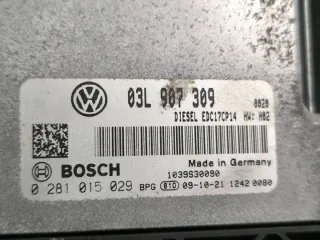 03L 907 309
0020
DIESEL EDC17CP14 HW: H02
BOSCH
Made in Germany
1039S30090
0 281 015 029 BPG 810 09-10-21 1242 0080